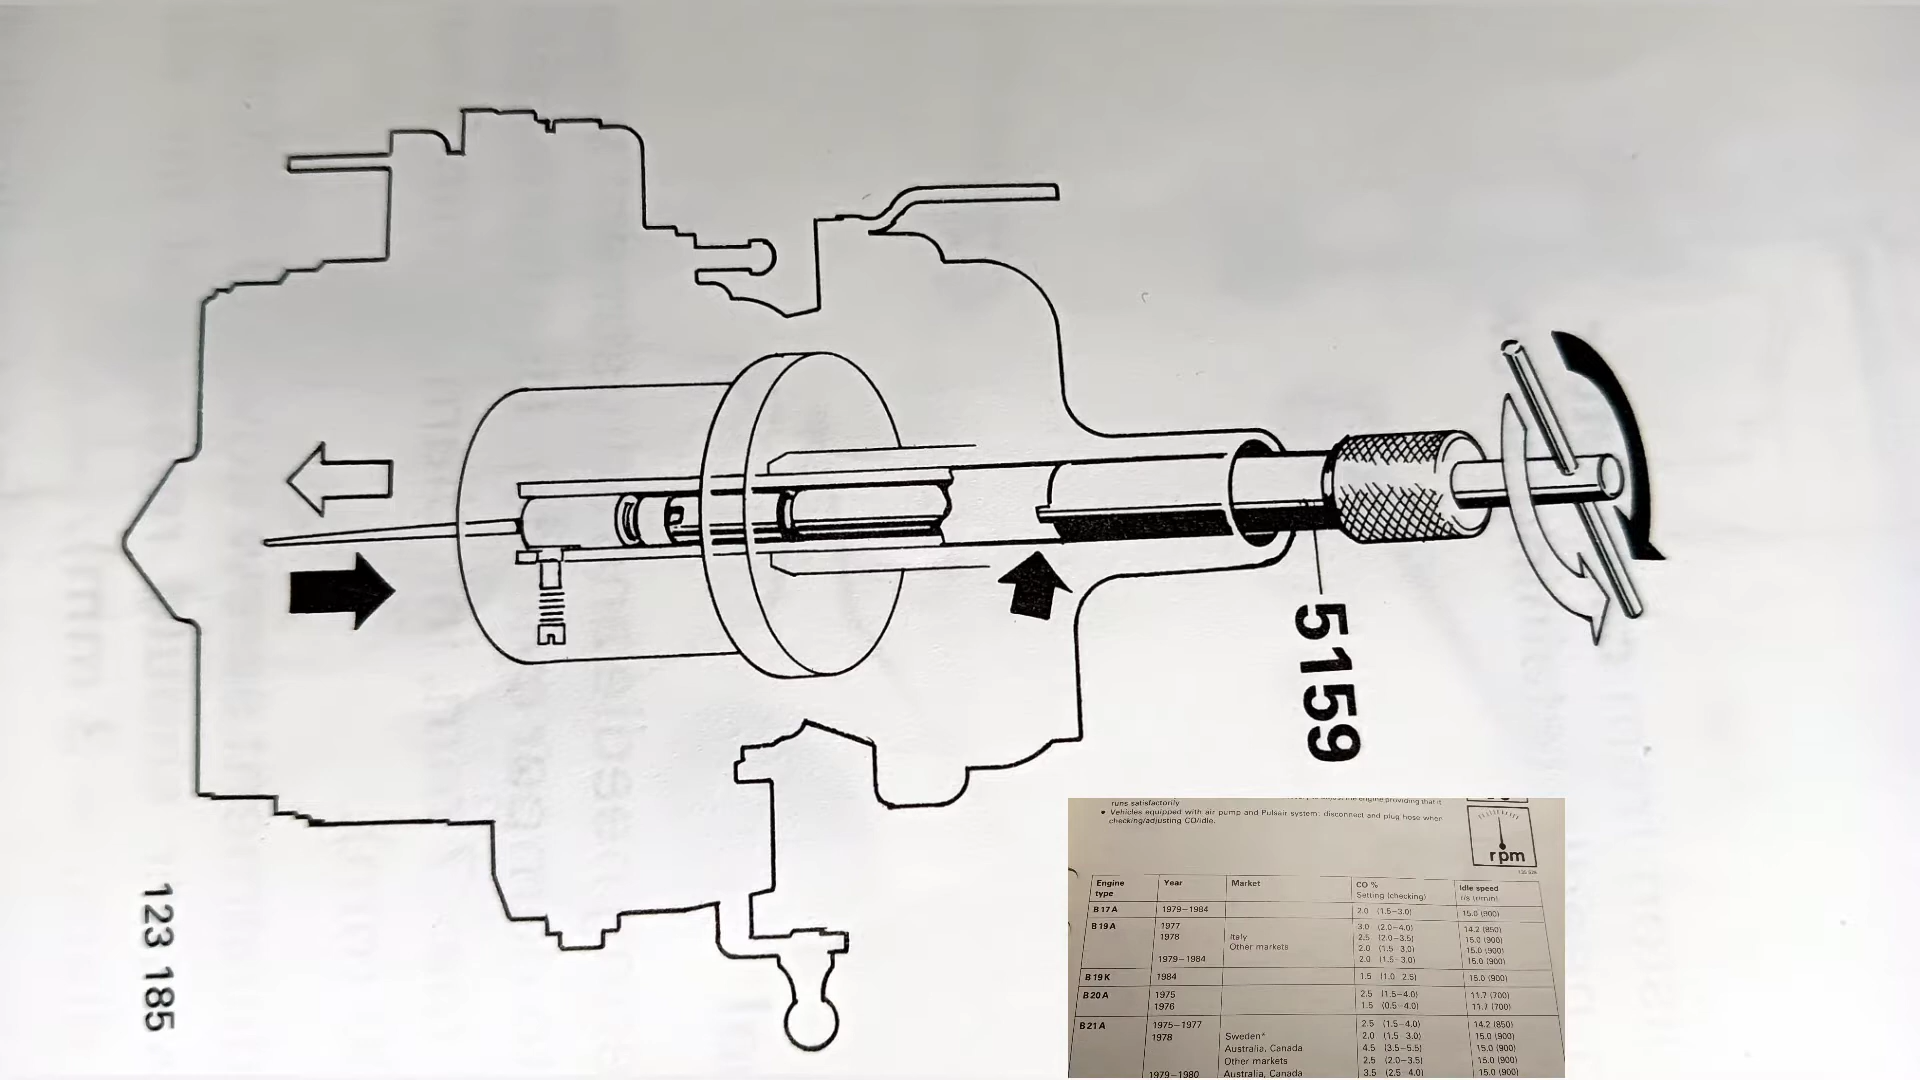 5159
123 185
runs satisfactorily
engine providing that it
• Vehicles equipped with air pump and Pulsair system: disconnect and plug hose when
checking/adjusting CO/idle.
rpm
Engine type Year Market CO % Setting (checking) Idle speed r/s (r/min)
B17A 1979–1984 2.0 (1.5–3.0) 15.0 (900)
B19A 1977 3.0 (2.0–4.0) 14.2 (850)
1978 Italy 2.5 (2.0–3.5) 15.0 (900)
Other markets 2.0 (1.5–3.0) 15.0 (900)
1979–1984 2.0 (1.5–3.0) 15.0 (900)
B19K 1984 1.5 (1.0–2.5) 15.0 (900)
B20A 1975 2.5 (1.5–4.0) 11.7 (700)
1976 1.5 (0.5–4.0) 11.7 (700)
B21A 1975–1977 2.5 (1.5–4.0) 14.2 (850)
1978 Sweden* 2.0 (1.5–3.0) 15.0 (900)
Australia, Canada 4.5 (3.5–5.5) 15.0 (900)
Other markets 2.5 (2.0–3.5) 15.0 (900)
1979–1980 Australia, Canada 3.5 (2.5–4.0) 15.0 (900)